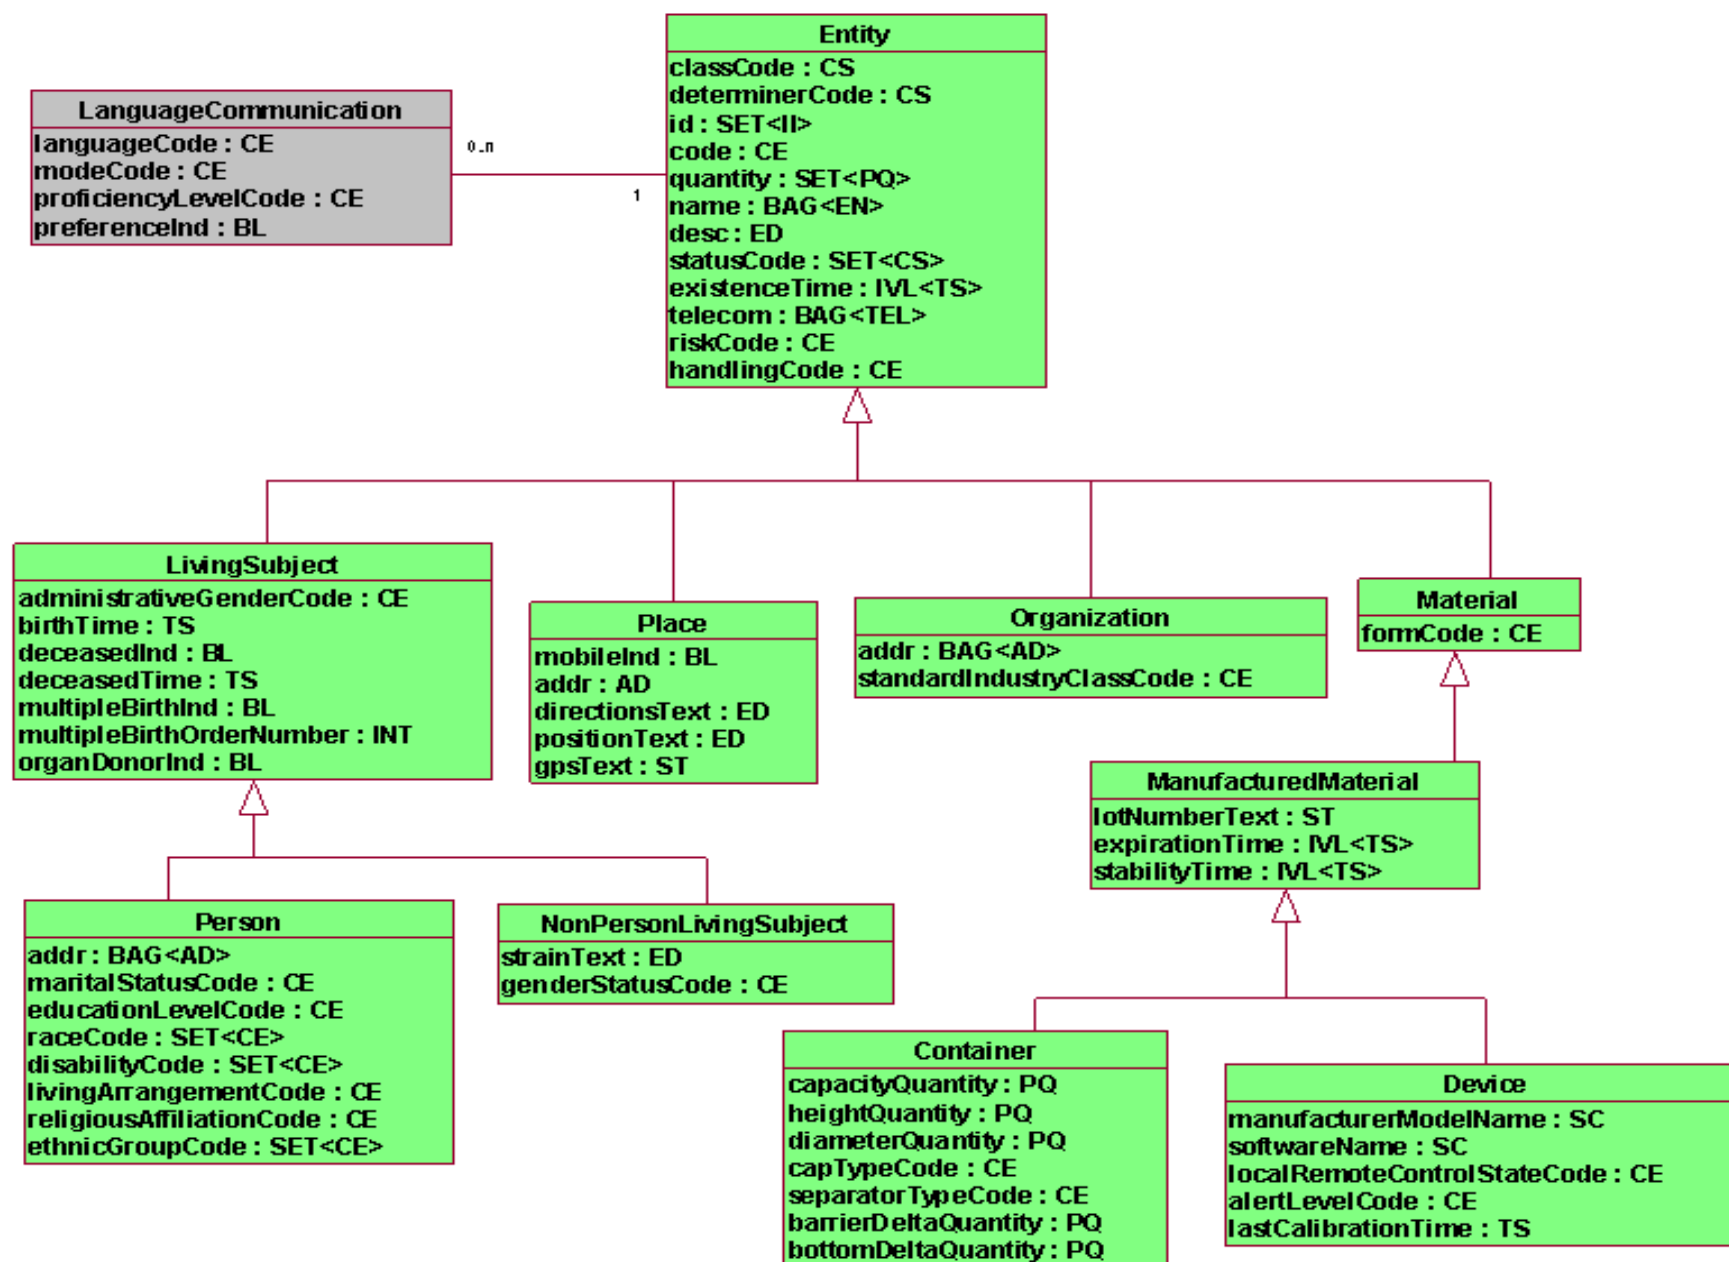 Entity
classCode : CS
determinerCode : CS
id : SET<II>
code : CE
quantity : SET<PQ>
name : BAG<EN>
desc : ED
statusCode : SET<CS>
existenceTime : IVL<TS>
telecom : BAG<TEL>
riskCode : CE
handlingCode : CE
LanguageCommunication
languageCode : CE
modeCode : CE
proficiencyLevelCode : CE
preferenceInd : BL
0..n
1
LivingSubject
administrativeGenderCode : CE
birthTime : TS
deceasedInd : BL
deceasedTime : TS
multipleBirthInd : BL
multipleBirthOrderNumber : INT
organDonorInd : BL
Place
mobileInd : BL
addr : AD
directionsText : ED
positionText : ED
gpsText : ST
Organization
addr : BAG<AD>
standardIndustryClassCode : CE
Material
formCode : CE
ManufacturedMaterial
lotNumberText : ST
expirationTime : IVL<TS>
stabilityTime : IVL<TS>
Person
addr : BAG<AD>
maritalStatusCode : CE
educationLevelCode : CE
raceCode : SET<CE>
disabilityCode : SET<CE>
livingArrangementCode : CE
religiousAffiliationCode : CE
ethnicGroupCode : SET<CE>
NonPersonLivingSubject
strainText : ED
genderStatusCode : CE
Container
capacityQuantity : PQ
heightQuantity : PQ
diameterQuantity : PQ
capTypeCode : CE
separatorTypeCode : CE
barrierDeltaQuantity : PQ
bottomDeltaQuantity : PQ
Device
manufacturerModelName : SC
softwareName : SC
localRemoteControlStateCode : CE
alertLevelCode : CE
lastCalibrationTime : TS